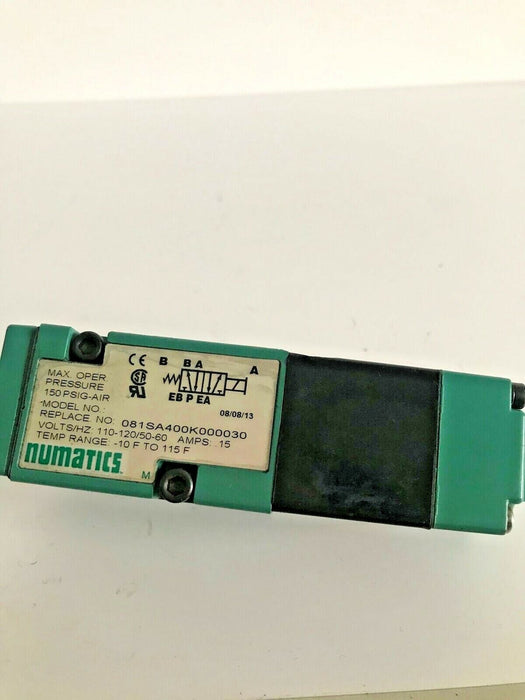 MAX. OPER.
PRESSURE
150 PSIG-AIR
CE
B B A A
EB P EA
08/08/13
MODEL NO.:
REPLACE. NO: 081SA400K000030
VOLTS/HZ: 110-120/50-60 AMPS: .15
TEMP RANGE: -10 F TO 115 F
numatics
M